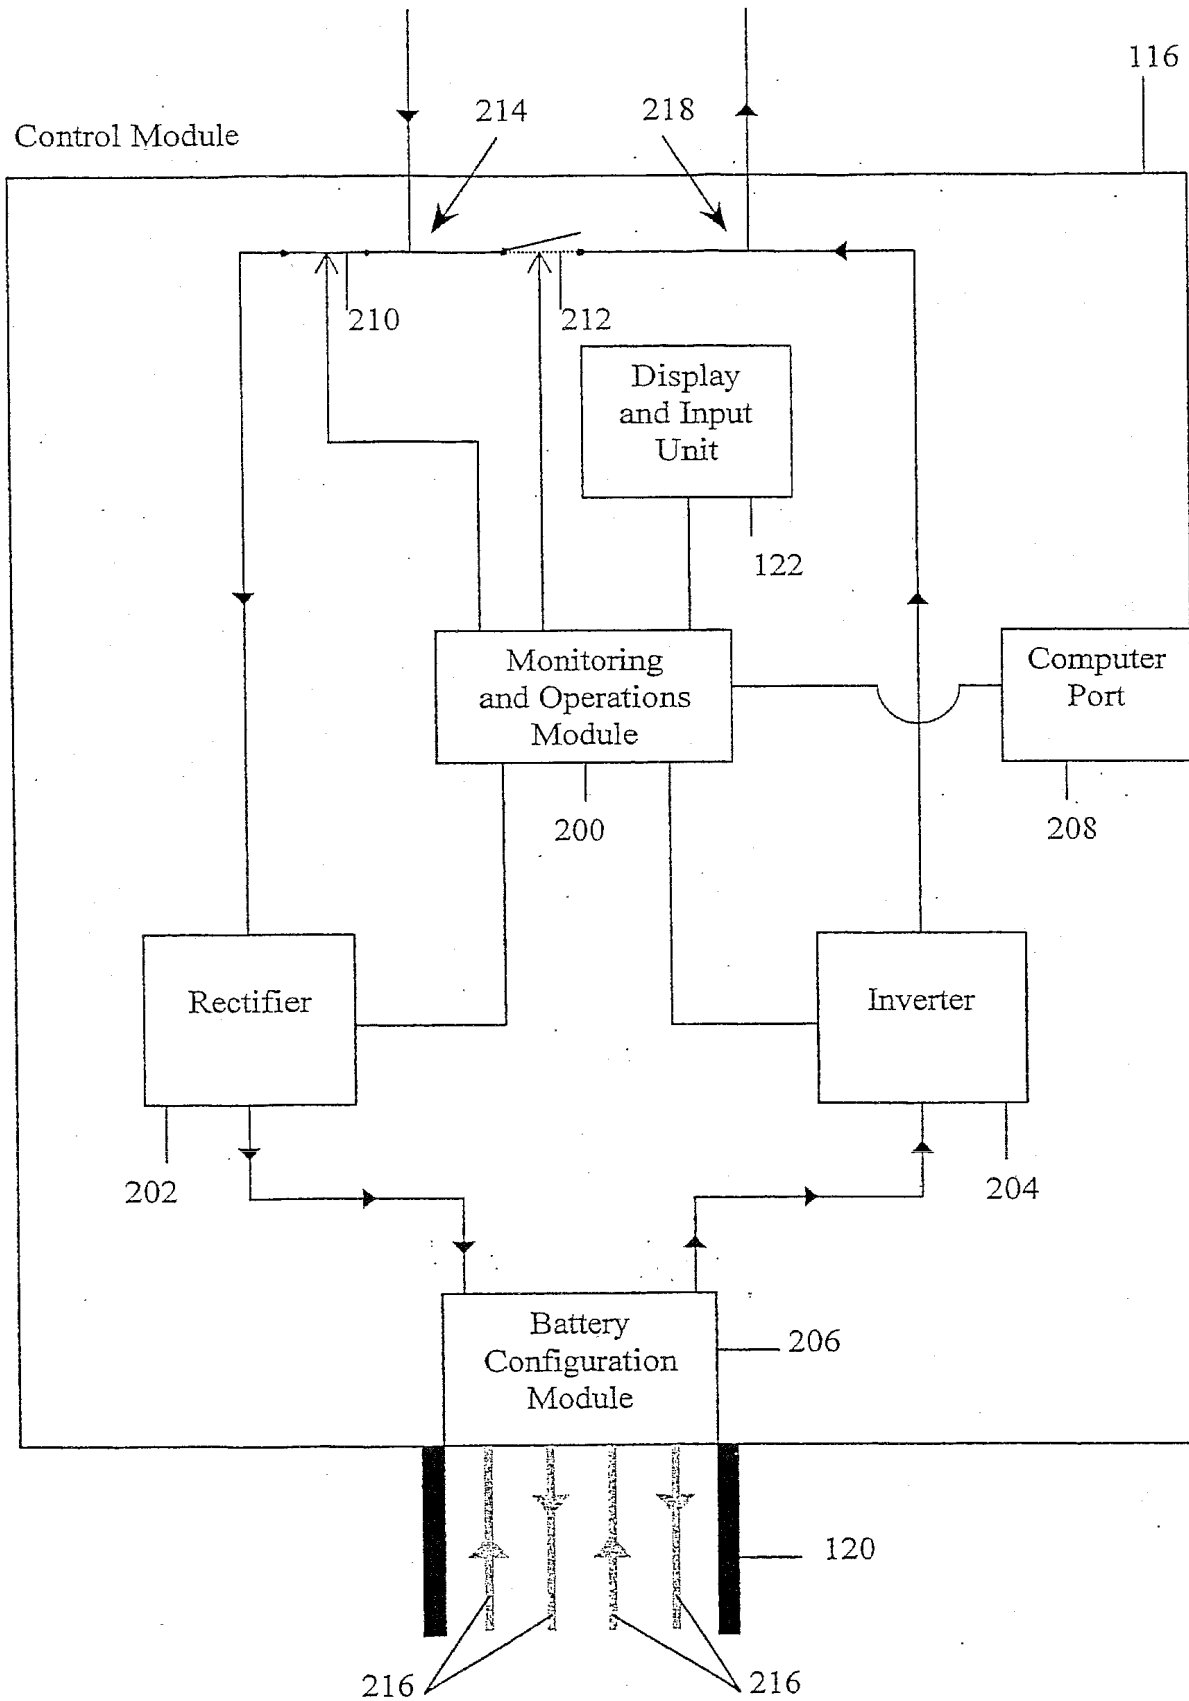 116
214
218
Control Module
210
212
Display
and Input
Unit
122
Monitoring
and Operations
Module
Computer
Port
200
208
Rectifier
Inverter
202
204
Battery
Configuration
Module
206
120
216
216